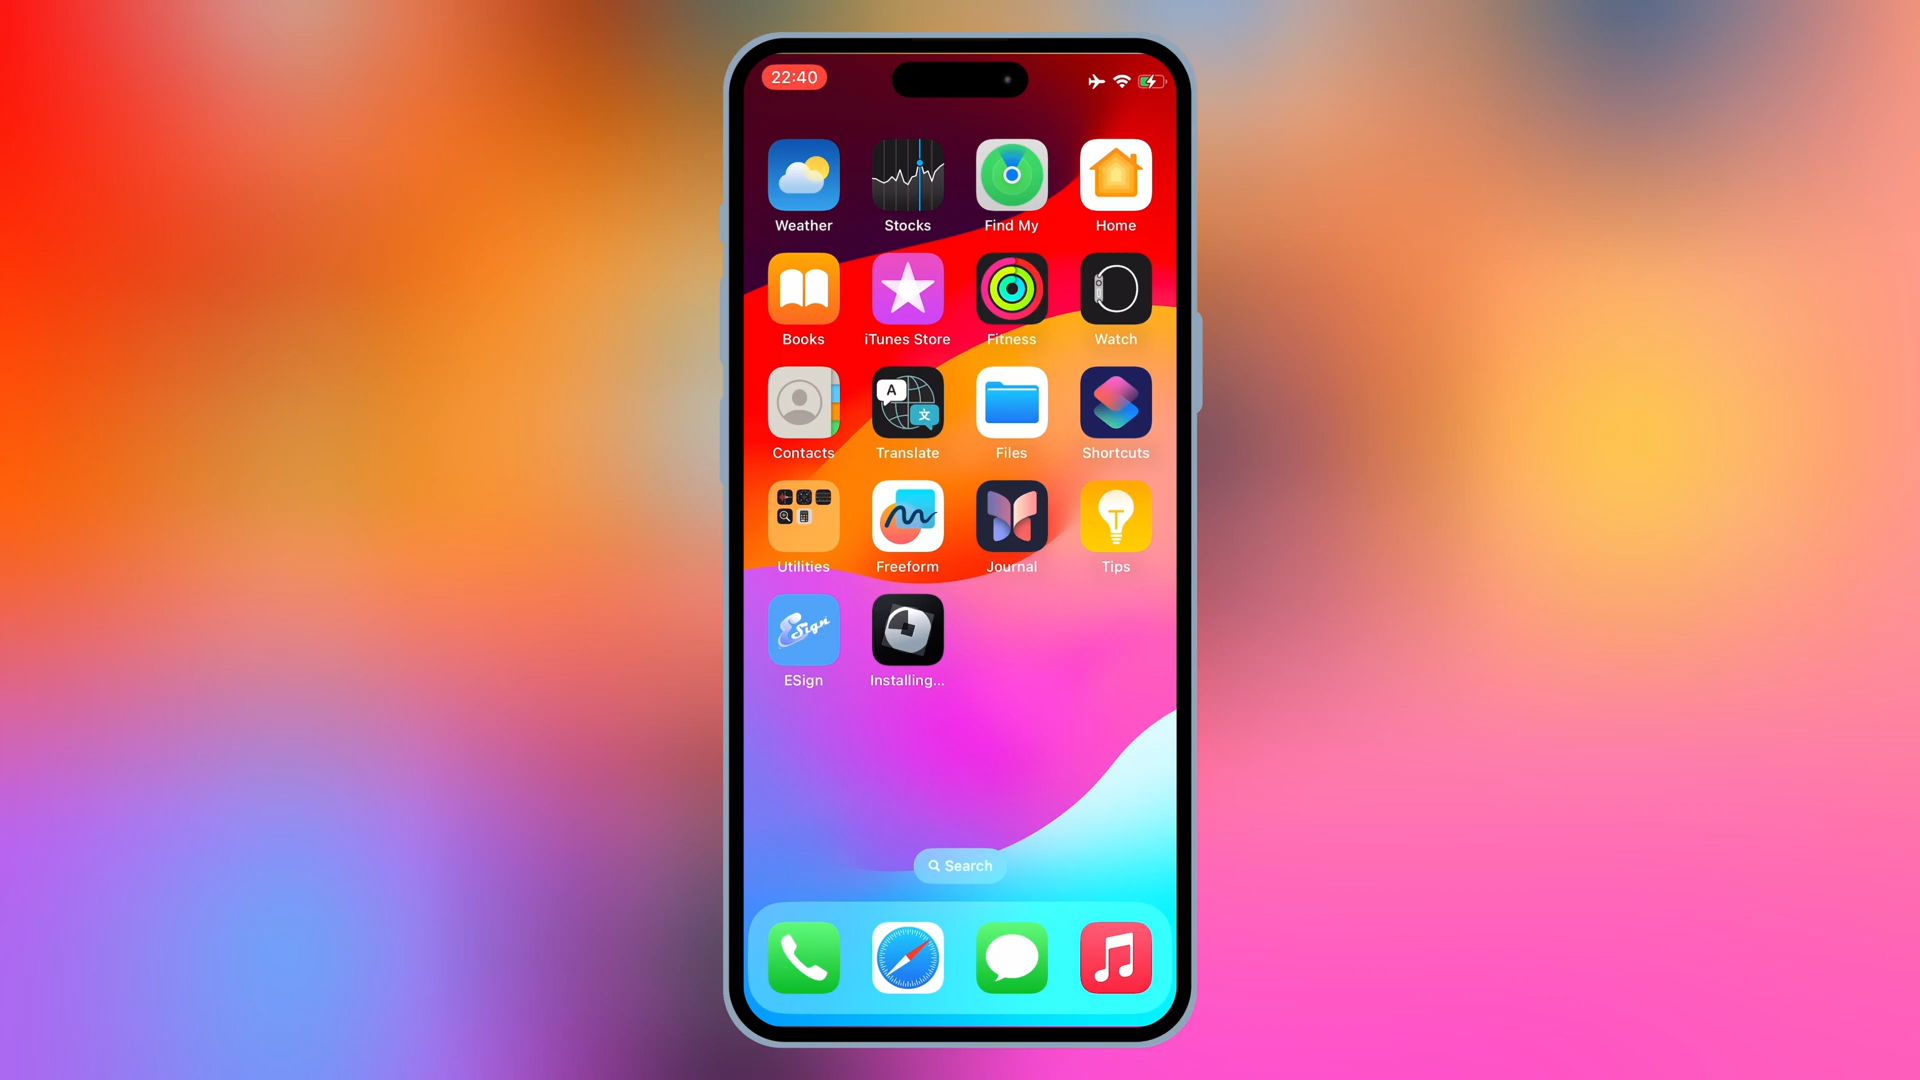 22:40
Weather Stocks Find My Home
Books iTunes Store Fitness Watch
A
文
Contacts Translate Files Shortcuts
Utilities Freeform Journal Tips
ESign
ESign Installing...
Search